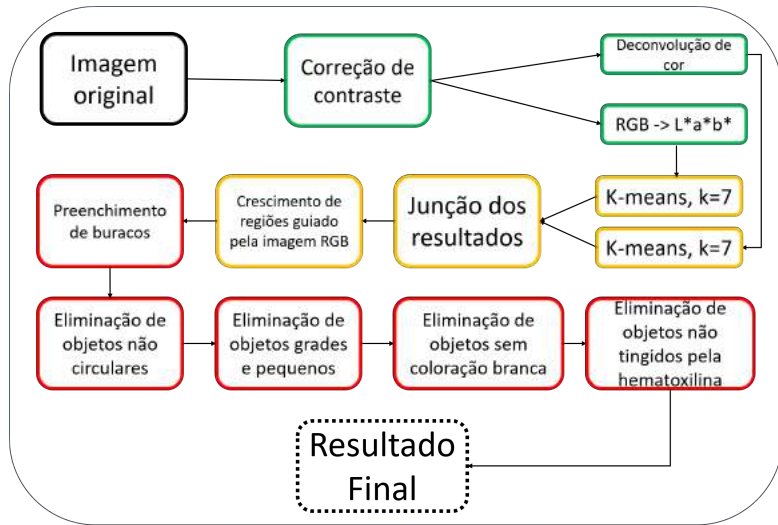 Imagem
original
Correção de
contraste
Deconvolução de
cor
RGB -> L*a*b*
K-means, k=7
K-means, k=7
Junção dos
resultados
Crescimento de
regiões guiado
pela imagem RGB
Preenchimento
de buracos
Eliminação de
objetos não
circulares
Eliminação de
objetos grades
e pequenos
Eliminação de
objetos sem
coloração branca
Eliminação de
objetos não
tingidos pela
hematoxilina
Resultado
Final